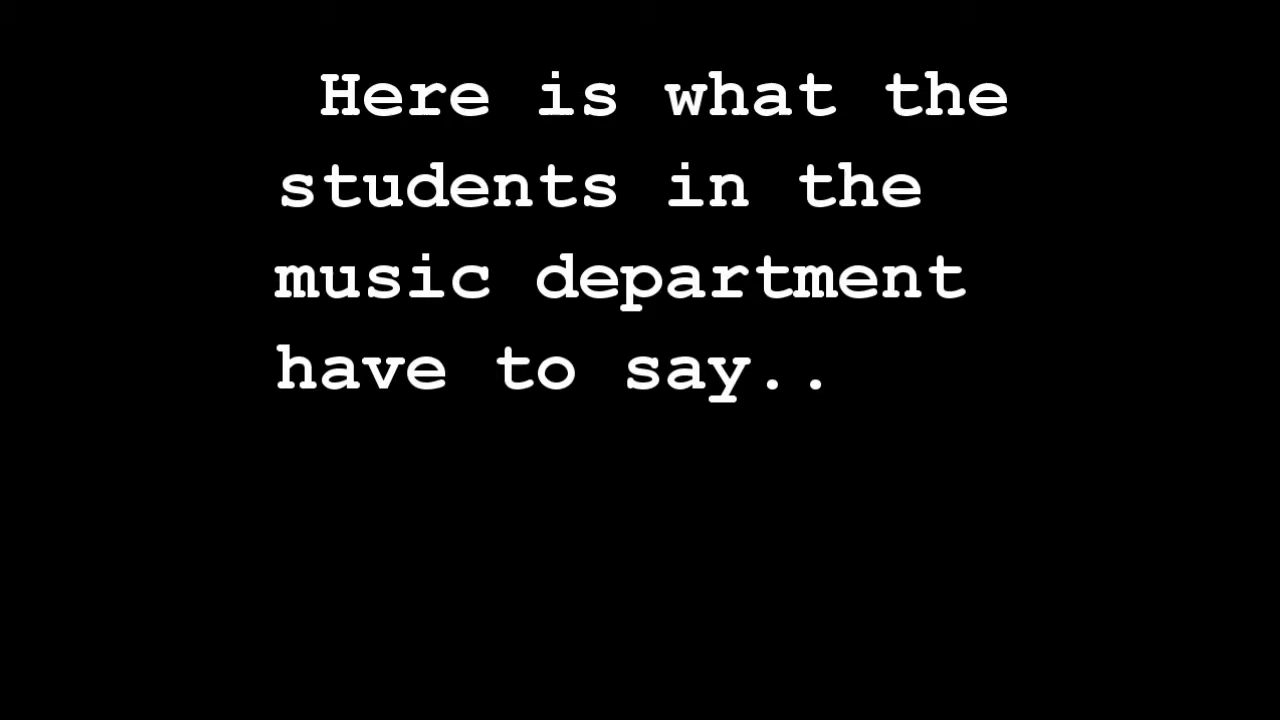 Here is what the
students in the
music department
have to say..